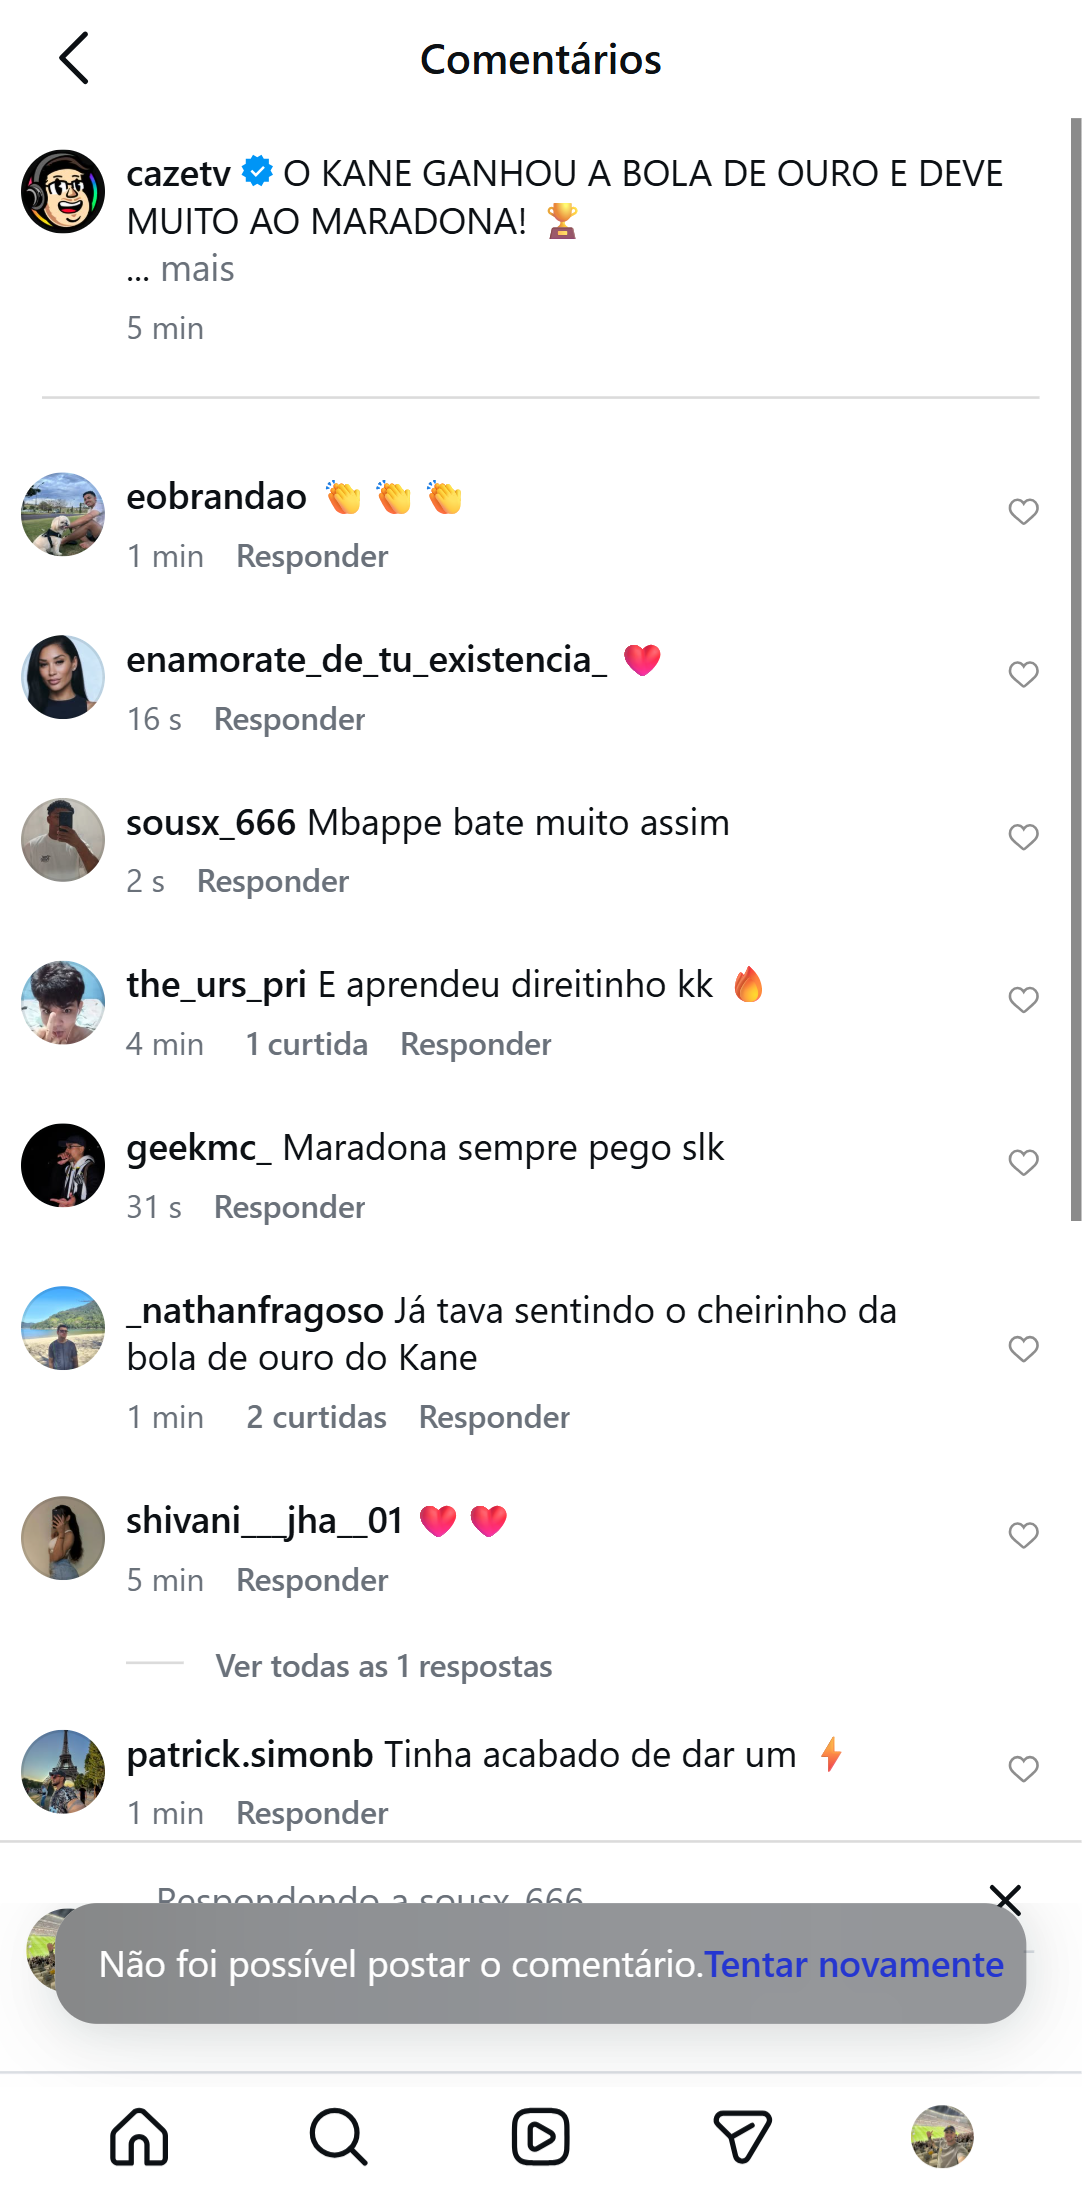 Comentários
cazetv O KANE GANHOU A BOLA DE OURO E DEVE
MUITO AO MARADONA! 🏆
... mais
5 min
eobrandao 👏👏👏
1 min Responder
enamorate_de_tu_existencia_ ❤️
16 s Responder
sousx_666 Mbappe bate muito assim
2 s Responder
the_urs_pri E aprendeu direitinho kk 🔥
4 min 1 curtida Responder
geekmc_ Maradona sempre pego slk
31 s Responder
_nathanfragoso Já tava sentindo o cheirinho da
bola de ouro do Kane
1 min 2 curtidas Responder
shivani___jha__01 ❤️❤️
5 min Responder
Ver todas as 1 respostas
patrick.simonb Tinha acabado de dar um ⚡
1 min Responder
Respondendo a sousx_666
Não foi possível postar o comentário.Tentar novamente